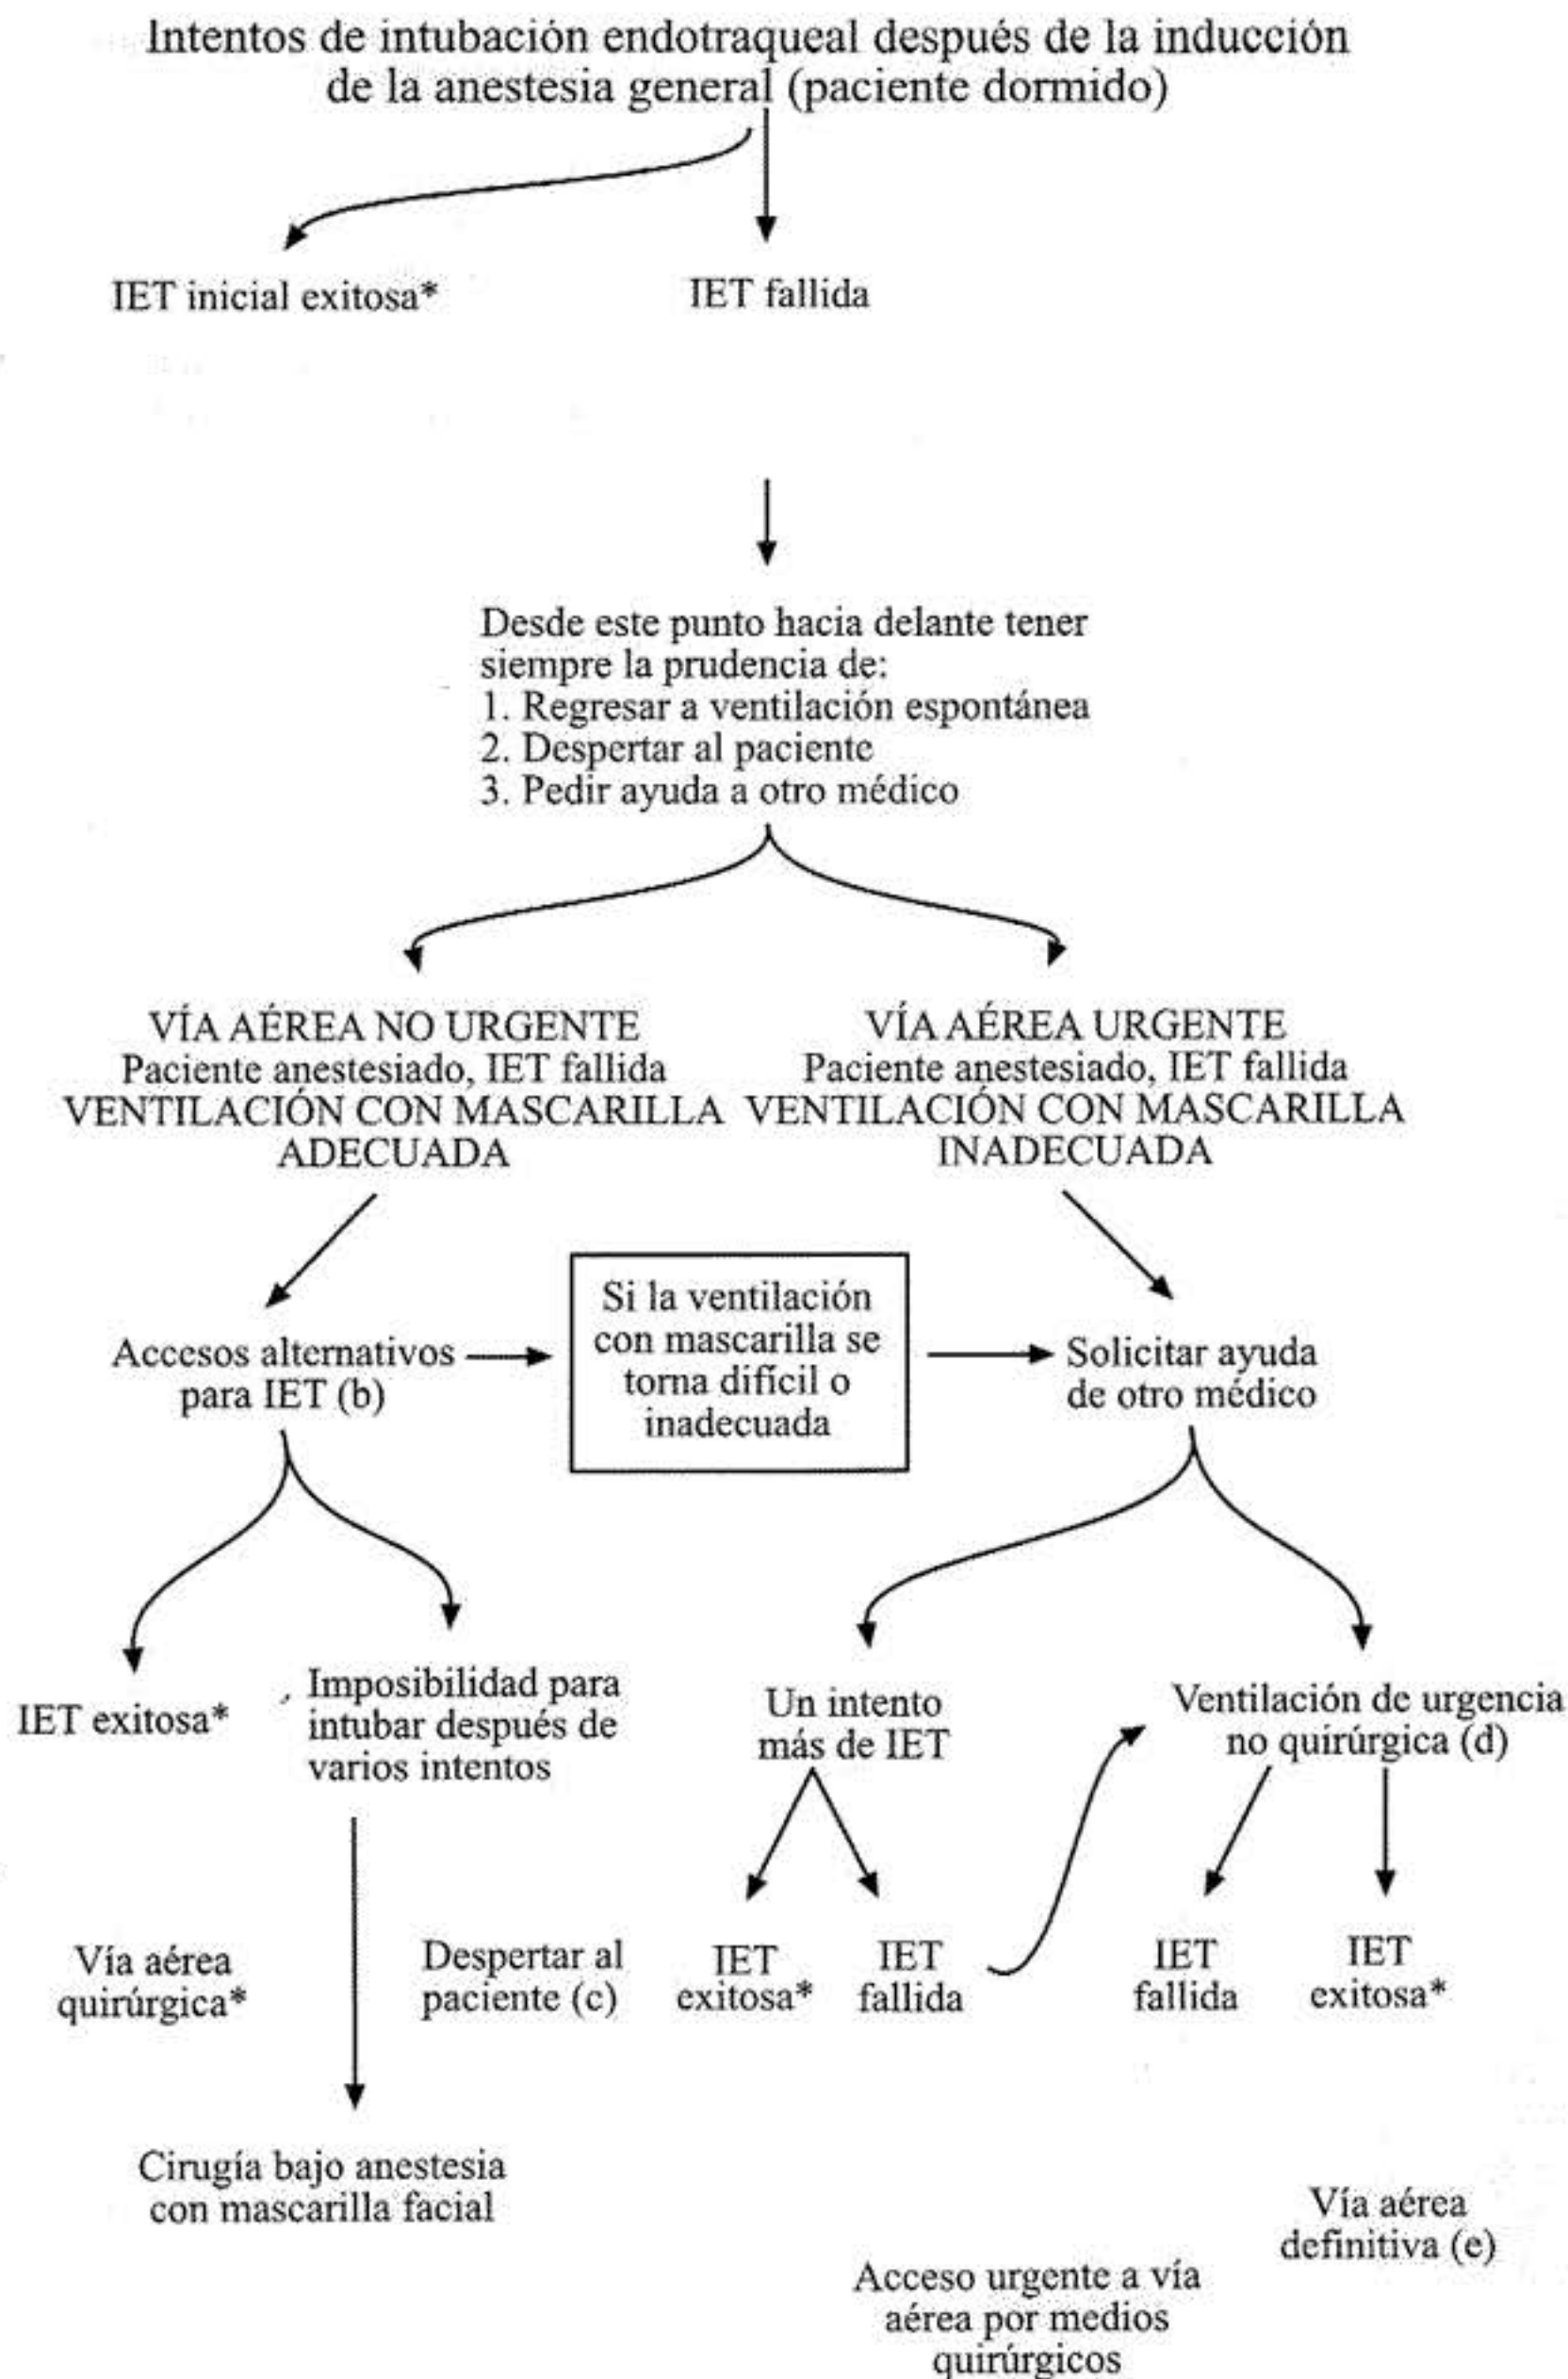 Intentos de intubación endotraqueal después de la inducción
de la anestesia general (paciente dormido)
IET inicial exitosa*
IET fallida
Desde este punto hacia delante tener
siempre la prudencia de:
1. Regresar a ventilación espontánea
2. Despertar al paciente
3. Pedir ayuda a otro médico
VÍA AÉREA NO URGENTE
Paciente anestesiado, IET fallida
VENTILACIÓN CON MASCARILLA
ADECUADA
VÍA AÉREA URGENTE
Paciente anestesiado, IET fallida
VENTILACIÓN CON MASCARILLA
INADECUADA
Accesos alternativos
para IET (b)
Si la ventilación
con mascarilla se
torna difícil o
inadecuada
Solicitar ayuda
de otro médico
IET exitosa*
Imposibilidad para
intubar después de
varios intentos
Un intento
más de IET
Ventilación de urgencia
no quirúrgica (d)
Vía aérea
quirúrgica*
Despertar al
paciente (c)
IET
exitosa*
IET
fallida
IET
fallida
IET
exitosa*
Cirugía bajo anestesia
con mascarilla facial
Vía aérea
definitiva (e)
Acceso urgente a vía
aérea por medios
quirúrgicos